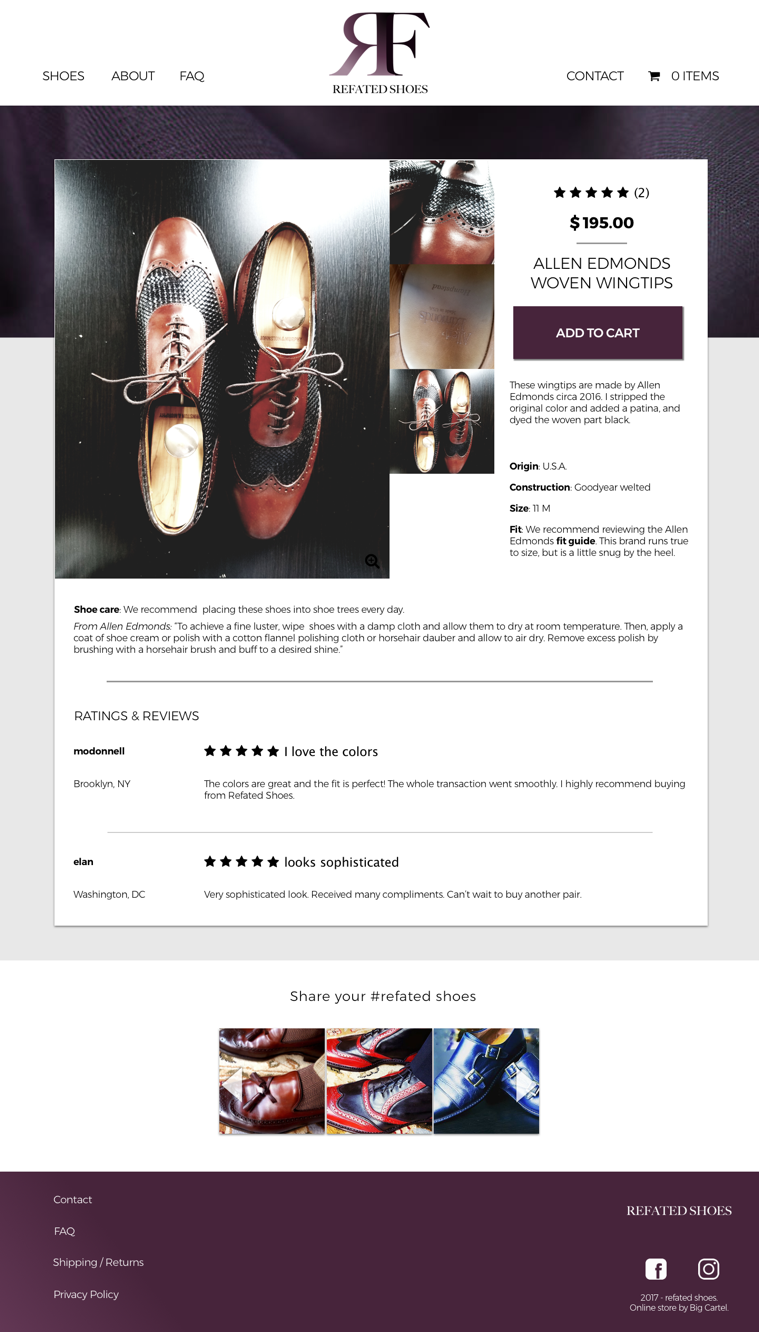 RF
REFATED SHOES
SHOES ABOUT FAQ
CONTACT 0 ITEMS
(2)
$195.00
ALLEN EDMONDS
WOVEN WINGTIPS
ADD TO CART
These wingtips are made by Allen
Edmonds circa 2016. I stripped the
original color and added a patina, and
dyed the woven part black.
Origin: U.S.A.
Construction: Goodyear welted
Size: 11 M
Fit: We recommend reviewing the Allen
Edmonds fit guide. This brand runs true
to size, but is a little snug by the heel.
Shoe care: We recommend placing these shoes into shoe trees every day.
From Allen Edmonds: "To achieve a fine luster, wipe shoes with a damp cloth and allow them to dry at room temperature. Then, apply a
coat of shoe cream or polish with a cotton flannel polishing cloth or horsehair dauber and allow to air dry. Remove excess polish by
brushing with a horsehair brush and buff to a desired shine."
RATINGS & REVIEWS
modonnell
I love the colors
Brooklyn, NY
The colors are great and the fit is perfect! The whole transaction went smoothly. I highly recommend buying
from Refated Shoes.
elan
looks sophisticated
Washington, DC
Very sophisticated look. Received many compliments. Can't wait to buy another pair.
Share your #refated shoes
Contact
FAQ
Shipping / Returns
Privacy Policy
REFATED SHOES
2017 - refated shoes.
Online store by Big Cartel.